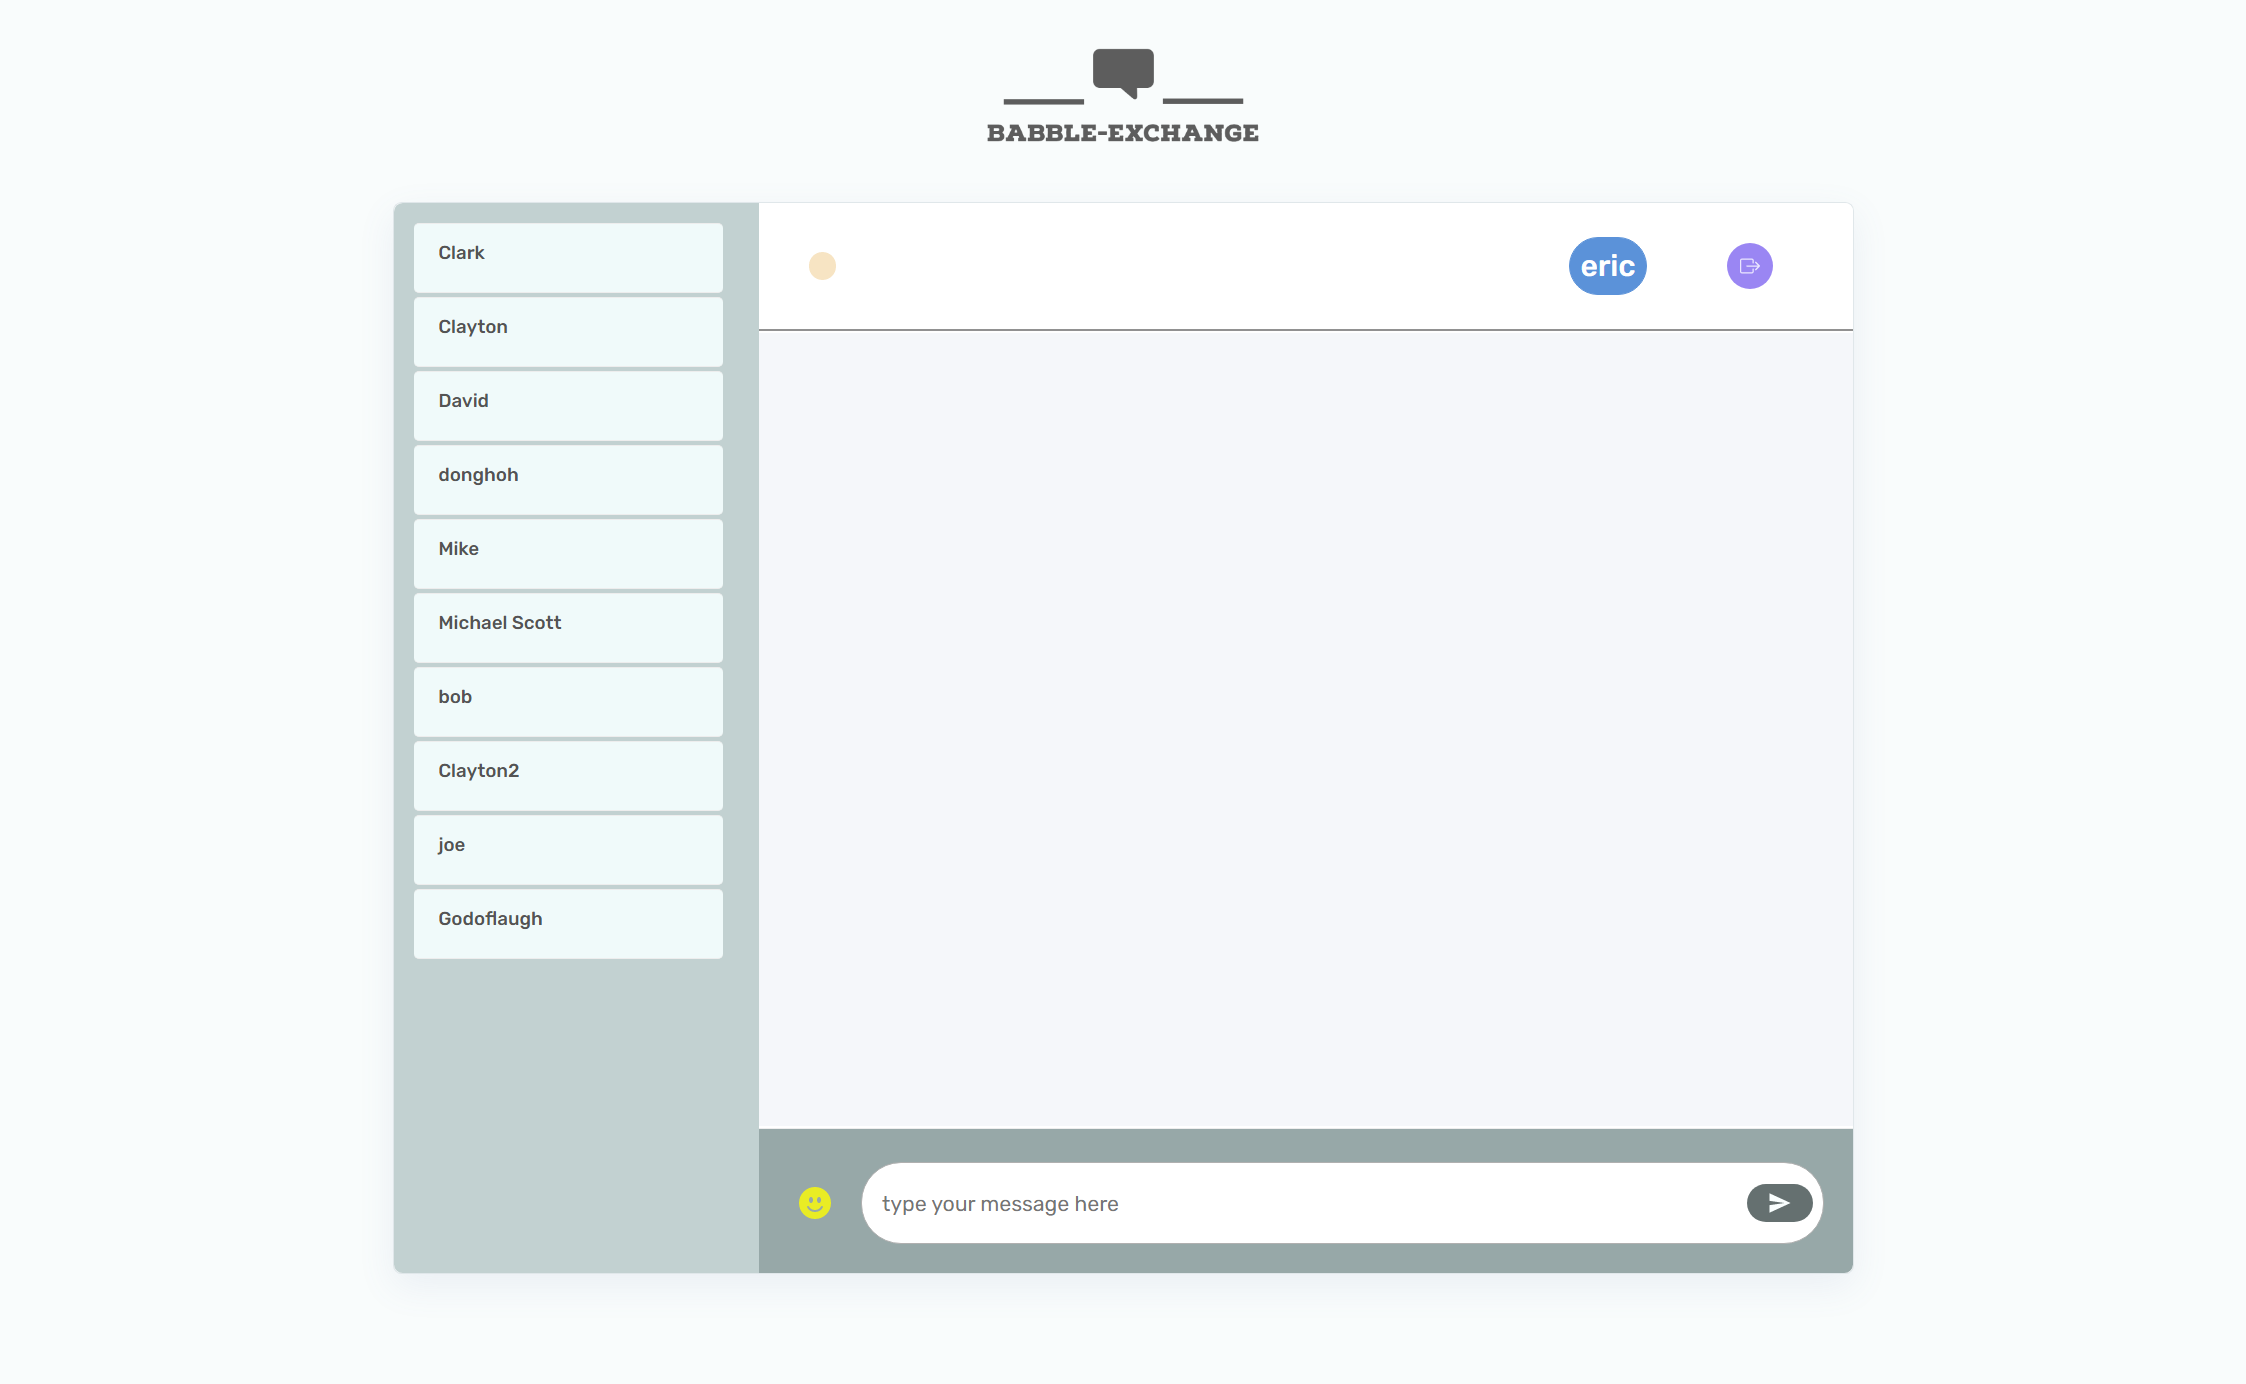 BABBLE-EXCHANGE
Clark
Clayton
David
donghoh
Mike
Michael Scott
bob
Clayton2
joe
Godoflaugh
eric
type your message here